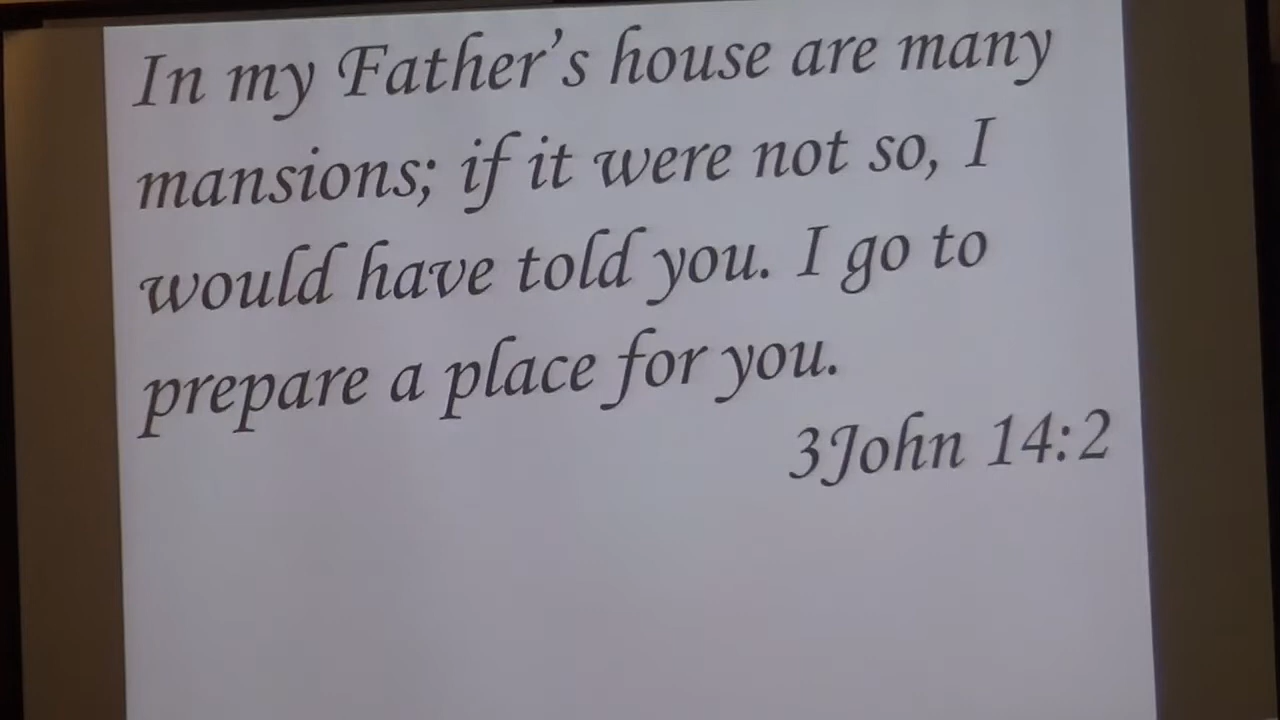 In my Father's house are many
mansions; if it were not so, I
would have told you. I go to
prepare a place for you.
3John 14:2